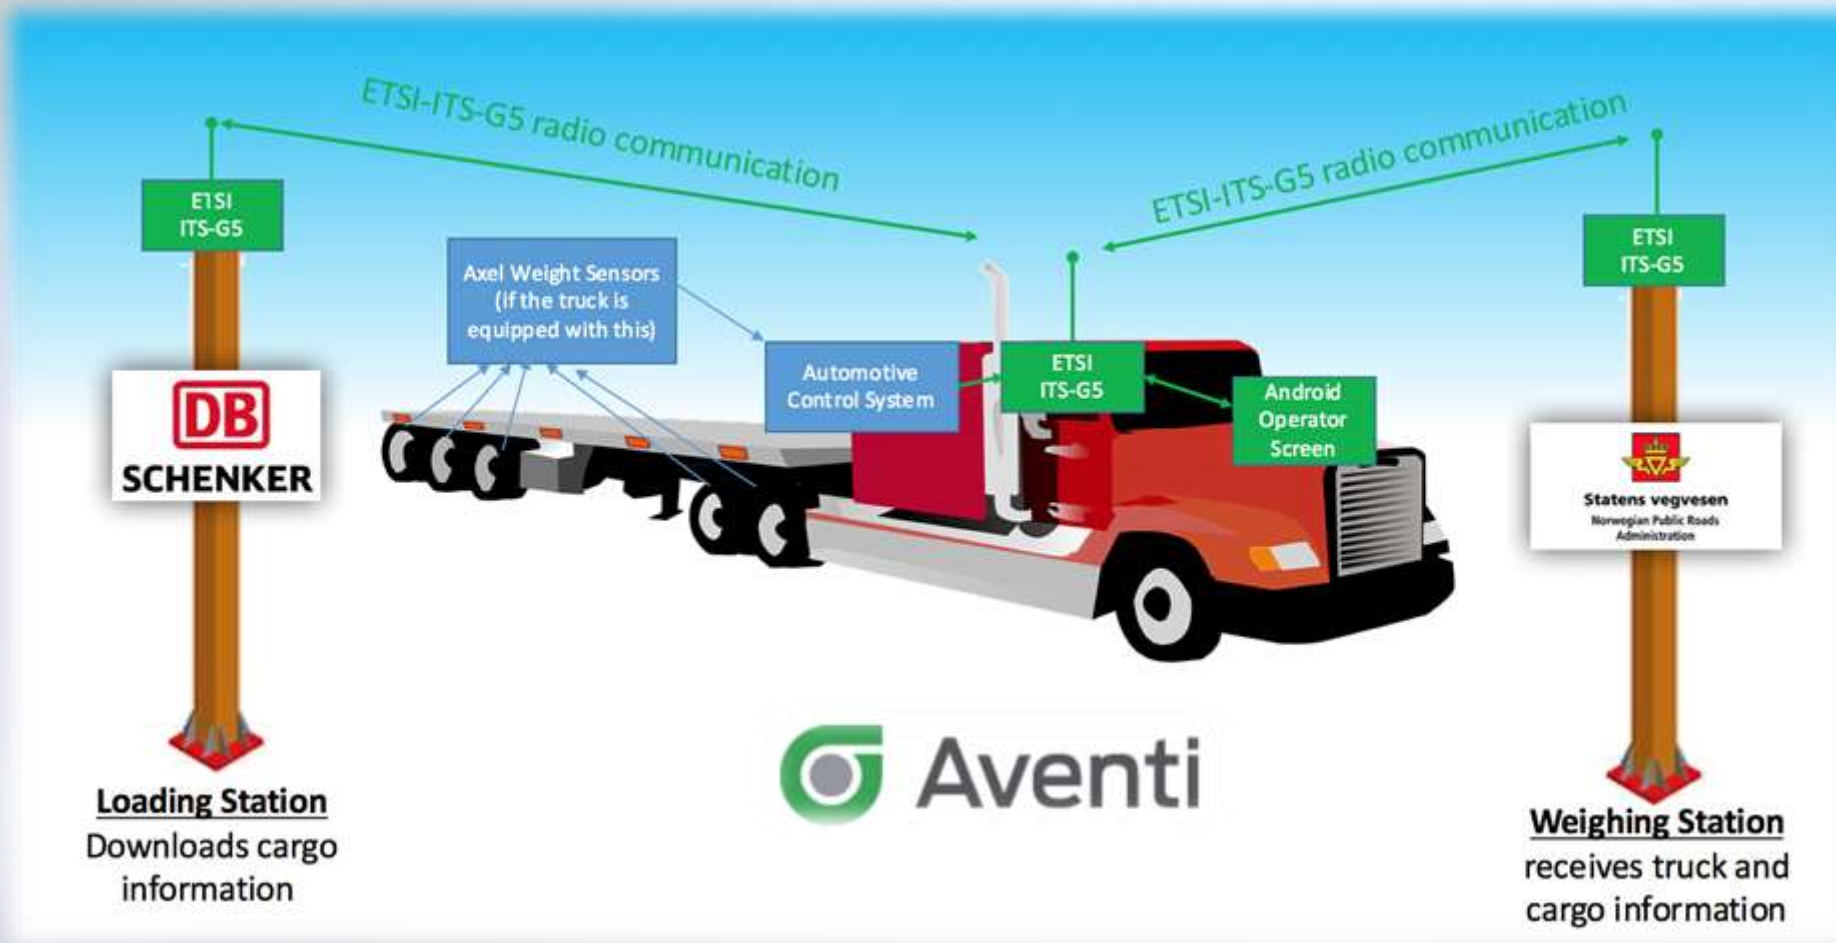 ETSI-ITS-G5 radio communication
ETSI-ITS-G5 radio communication
ETSI
ITS-G5
Axel Weight Sensors
(if the truck is
equipped with this)
Automotive
Control System
ETSI
ITS-G5
Android
Operator
Screen
ETSI
ITS-G5
DB
SCHENKER
Statens vegvesen
Norwegian Public Roads
Administration
Aventi
Loading Station
Downloads cargo
information
Weighing Station
receives truck and
cargo information